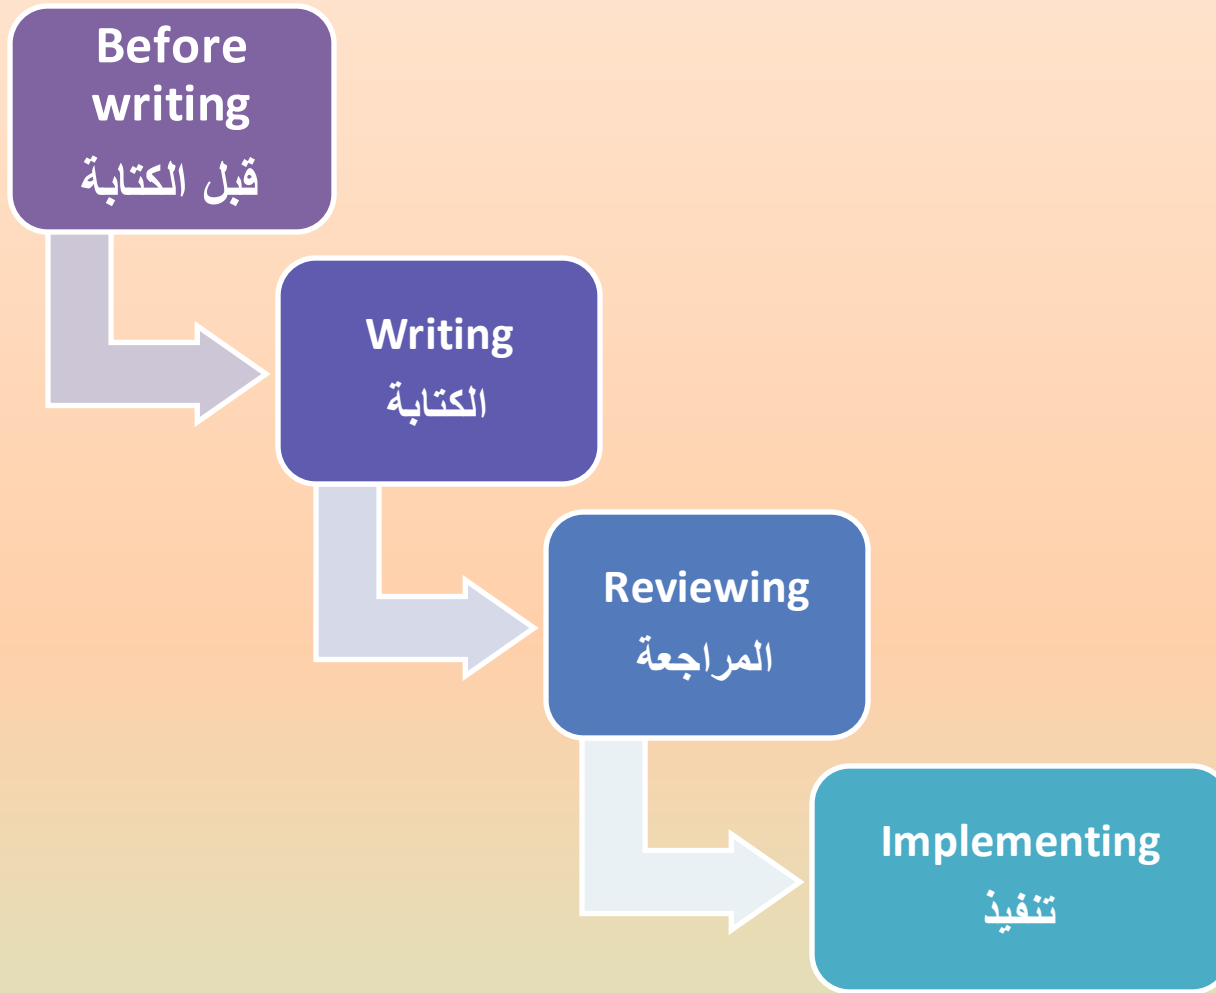 Before
writing
قبل الكتابة
Writing
الكتابة
Reviewing
المراجعة
Implementing
تنفيذ